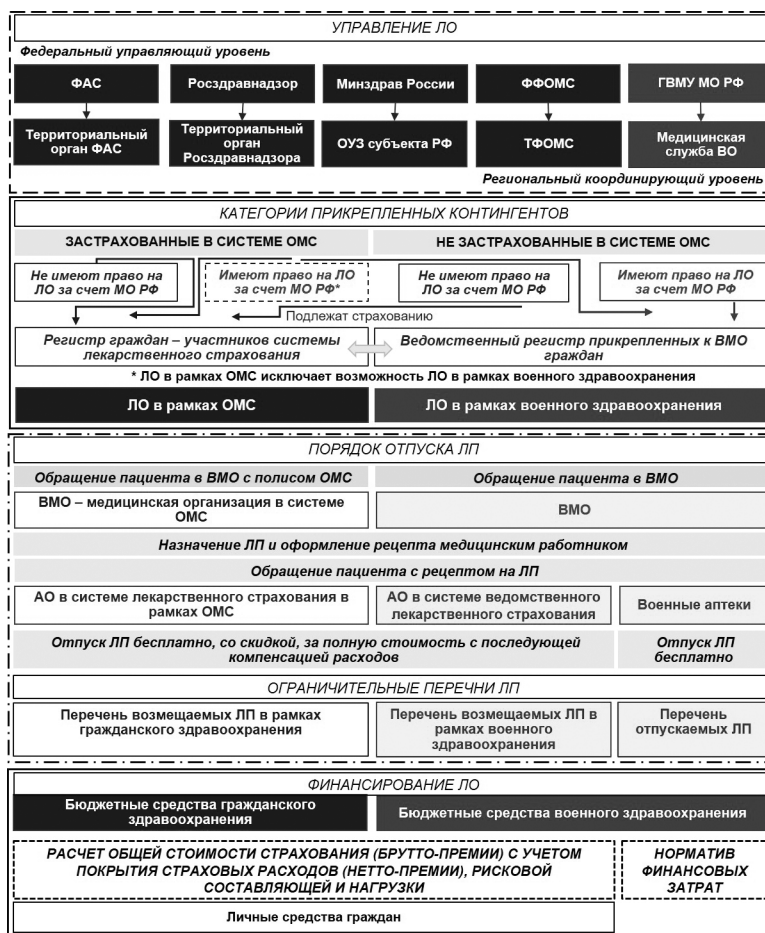 УПРАВЛЕНИЕ ЛО
Федеральный управляющий уровень
ФАС
Росздравнадзор
Минздрав России
ФФОМС
ГВМУ МО РФ
Территориальный
орган ФАС
Территориальный
орган
Росздравнадзора
ОУЗ субъекта РФ
ТФОМС
Медицинская
служба ВО
Региональный координирующий уровень
КАТЕГОРИИ ПРИКРЕПЛЕННЫХ КОНТИНГЕНТОВ
ЗАСТРАХОВАННЫЕ В СИСТЕМЕ ОМС
НЕ ЗАСТРАХОВАННЫЕ В СИСТЕМЕ ОМС
Не имеют право на
ЛО за счет МО РФ
Имеют право на ЛО
за счет МО РФ*
Не имеют право на
ЛО за счет МО РФ
Имеют право на ЛО
за счет МО РФ
Подлежат страхованию
Регистр граждан – участников системы
лекарственного страхования
Ведомственный регистр прикрепленных к ВМО
граждан
* ЛО в рамках ОМС исключает возможность ЛО в рамках военного здравоохранения
ЛО в рамках ОМС
ЛО в рамках военного здравоохранения
ПОРЯДОК ОТПУСКА ЛП
Обращение пациента в ВМО с полисом ОМС
Обращение пациента в ВМО
ВМО – медицинская организация в системе
ОМС
ВМО
Назначение ЛП и оформление рецепта медицинским работником
Обращение пациента с рецептом на ЛП
АО в системе лекарственного страхования в
рамках ОМС
АО в системе ведомственного
лекарственного страхования
Военные аптеки
Отпуск ЛП бесплатно, со скидкой, за полную стоимость с последующей
компенсацией расходов
Отпуск ЛП
бесплатно
ОГРАНИЧИТЕЛЬНЫЕ ПЕРЕЧНИ ЛП
Перечень возмещаемых ЛП в рамках
гражданского здравоохранения
Перечень возмещаемых ЛП в
рамках военного
здравоохранения
Перечень
отпускаемых ЛП
ФИНАНСИРОВАНИЕ ЛО
Бюджетные средства гражданского
здравоохранения
Бюджетные средства военного здравоохранения
РАСЧЕТ ОБЩЕЙ СТОИМОСТИ СТРАХОВАНИЯ (БРУТТО-ПРЕМИИ) С УЧЕТОМ
ПОКРЫТИЯ СТРАХОВЫХ РАСХОДОВ (НЕТТО-ПРЕМИИ), РИСКОВОЙ
СОСТАВЛЯЮЩЕЙ И НАГРУЗКИ
НОРМАТИВ
ФИНАНСОВЫХ
ЗАТРАТ
Личные средства граждан